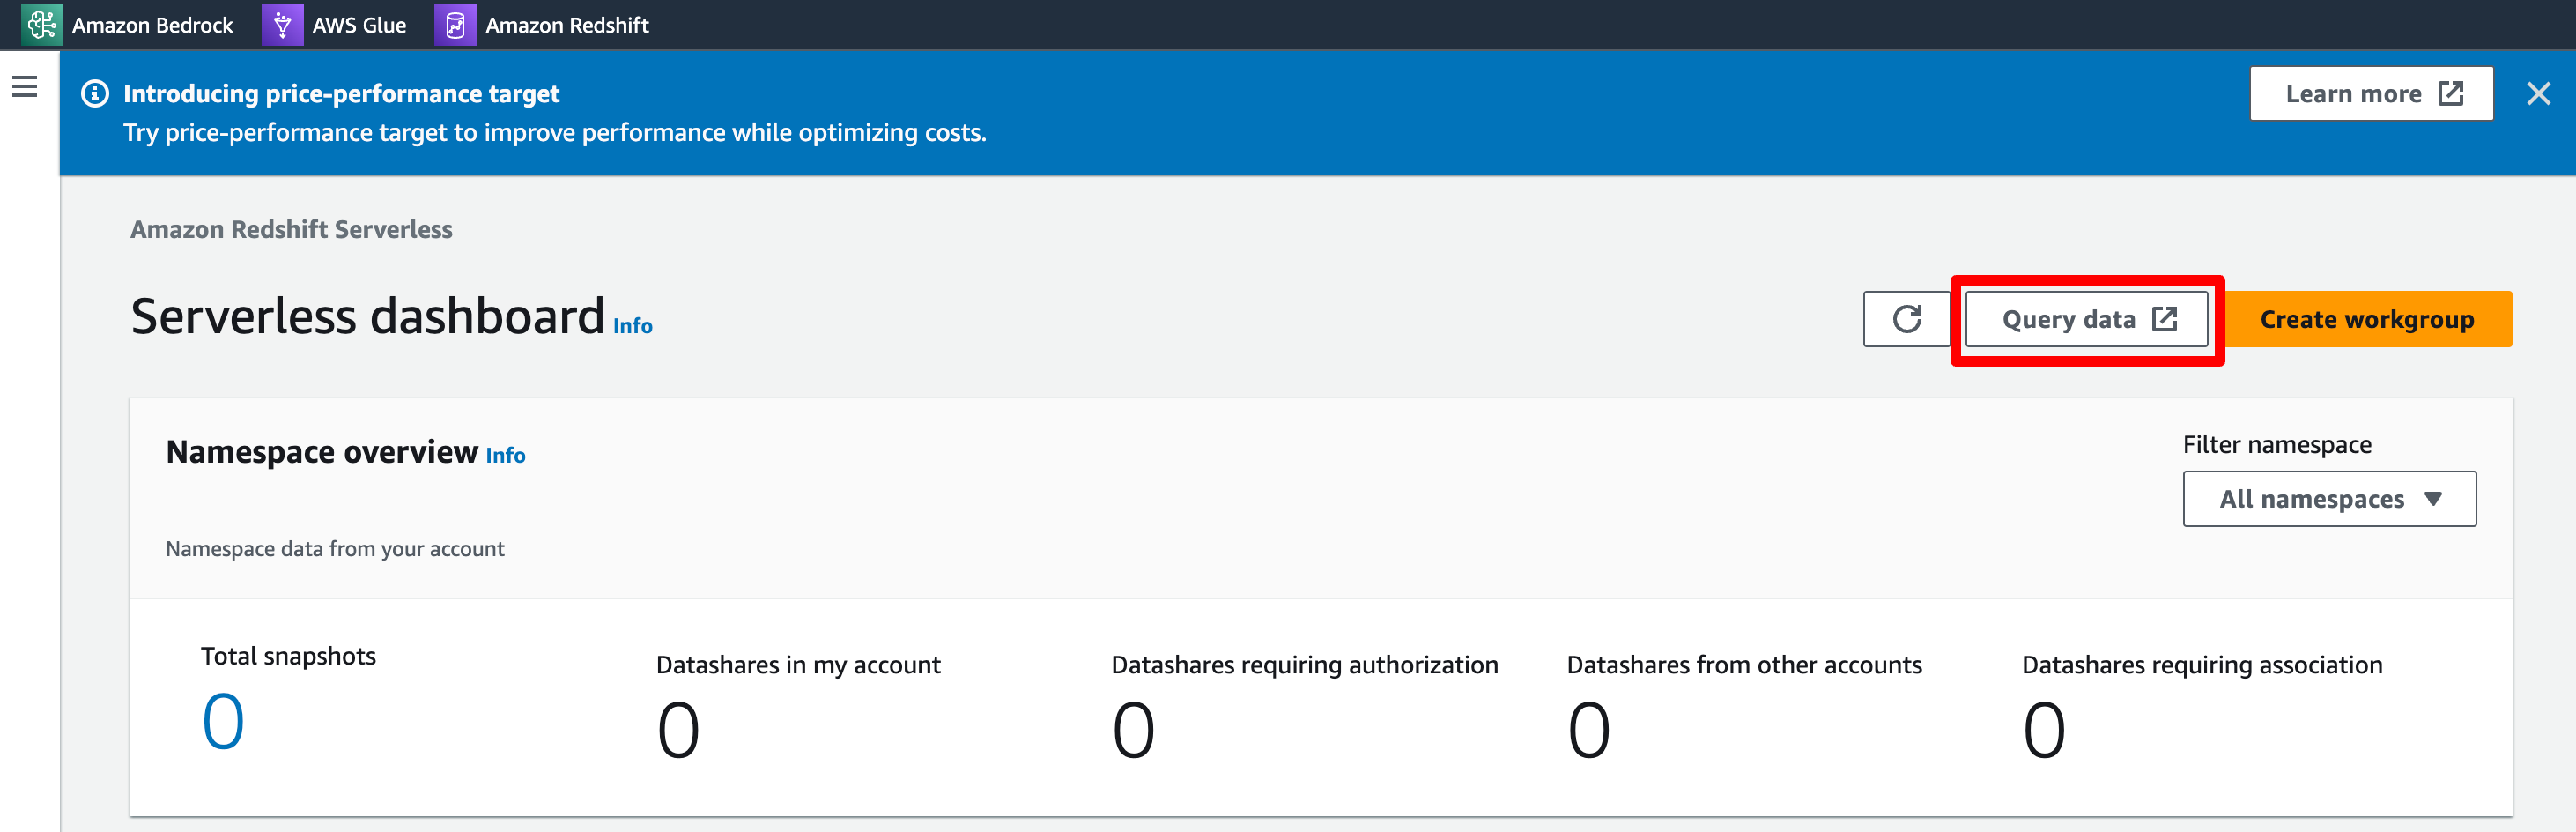 Amazon Bedrock AWS Glue Amazon Redshift
Introducing price-performance target
Try price-performance target to improve performance while optimizing costs.
Learn more
Amazon Redshift Serverless
Serverless dashboard Info
Query data
Create workgroup
Namespace overview Info
Filter namespace
All namespaces
Namespace data from your account
Total snapshots
0
Datashares in my account
0
Datashares requiring authorization
0
Datashares from other accounts
0
Datashares requiring association
0